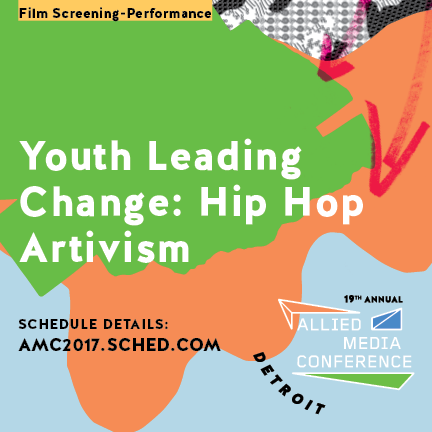 Film Screening-Performance
Youth Leading
Change: Hip Hop
Artivism
SCHEDULE DETAILS:
AMC2017.SCHED.COM
19TH ANNUAL
ALLIED
MEDIA
CONFERENCE
DETROIT